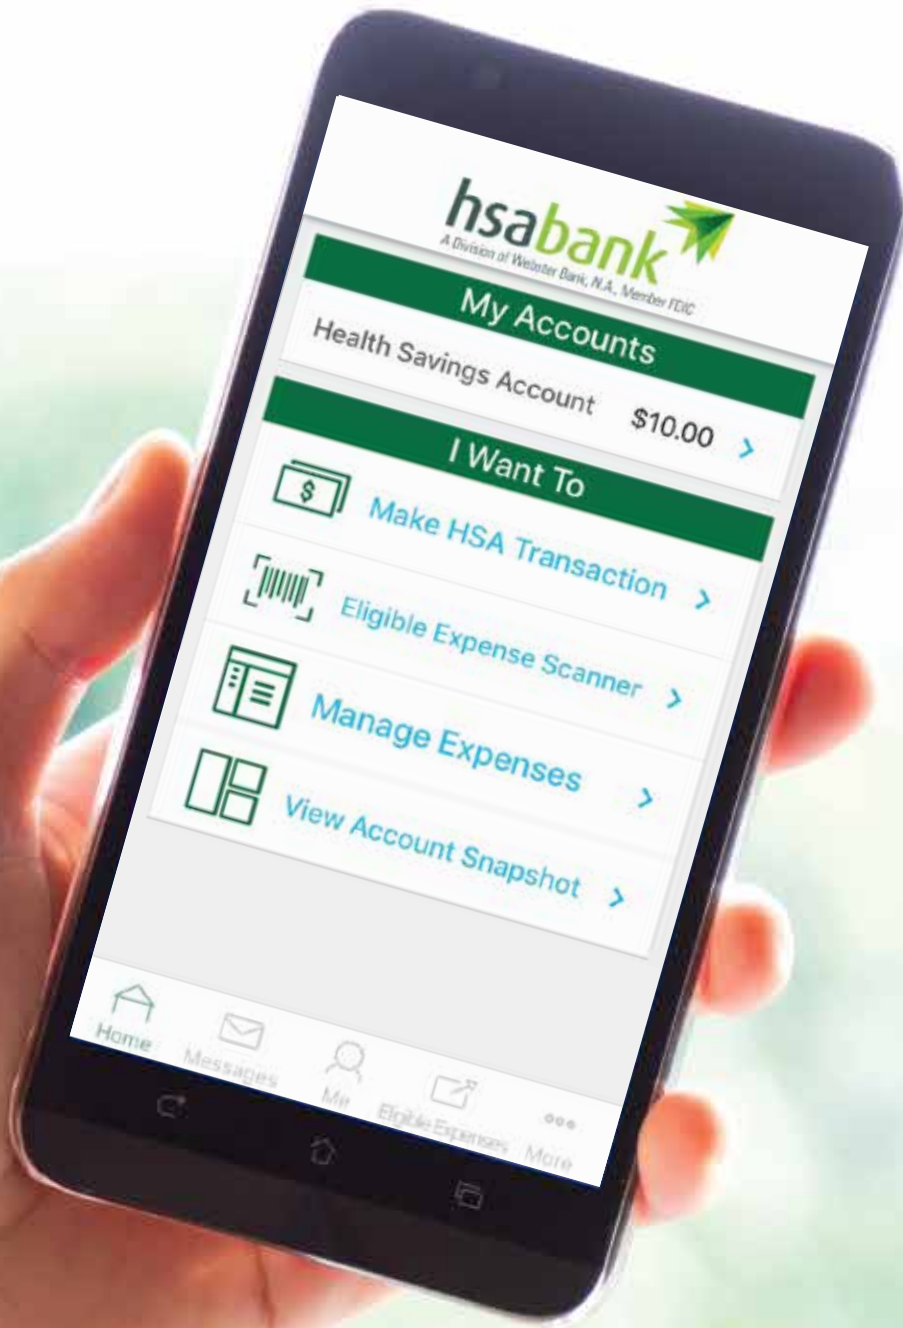 hsabank
A Division of Webster Bank, N.A., Member FDIC
My Accounts
Health Savings Account $10.00 >
I Want To
$
Make HSA Transaction >
Eligible Expense Scanner >
Manage Expenses >
View Account Snapshot >
Home Messages Me Eligible Expenses More